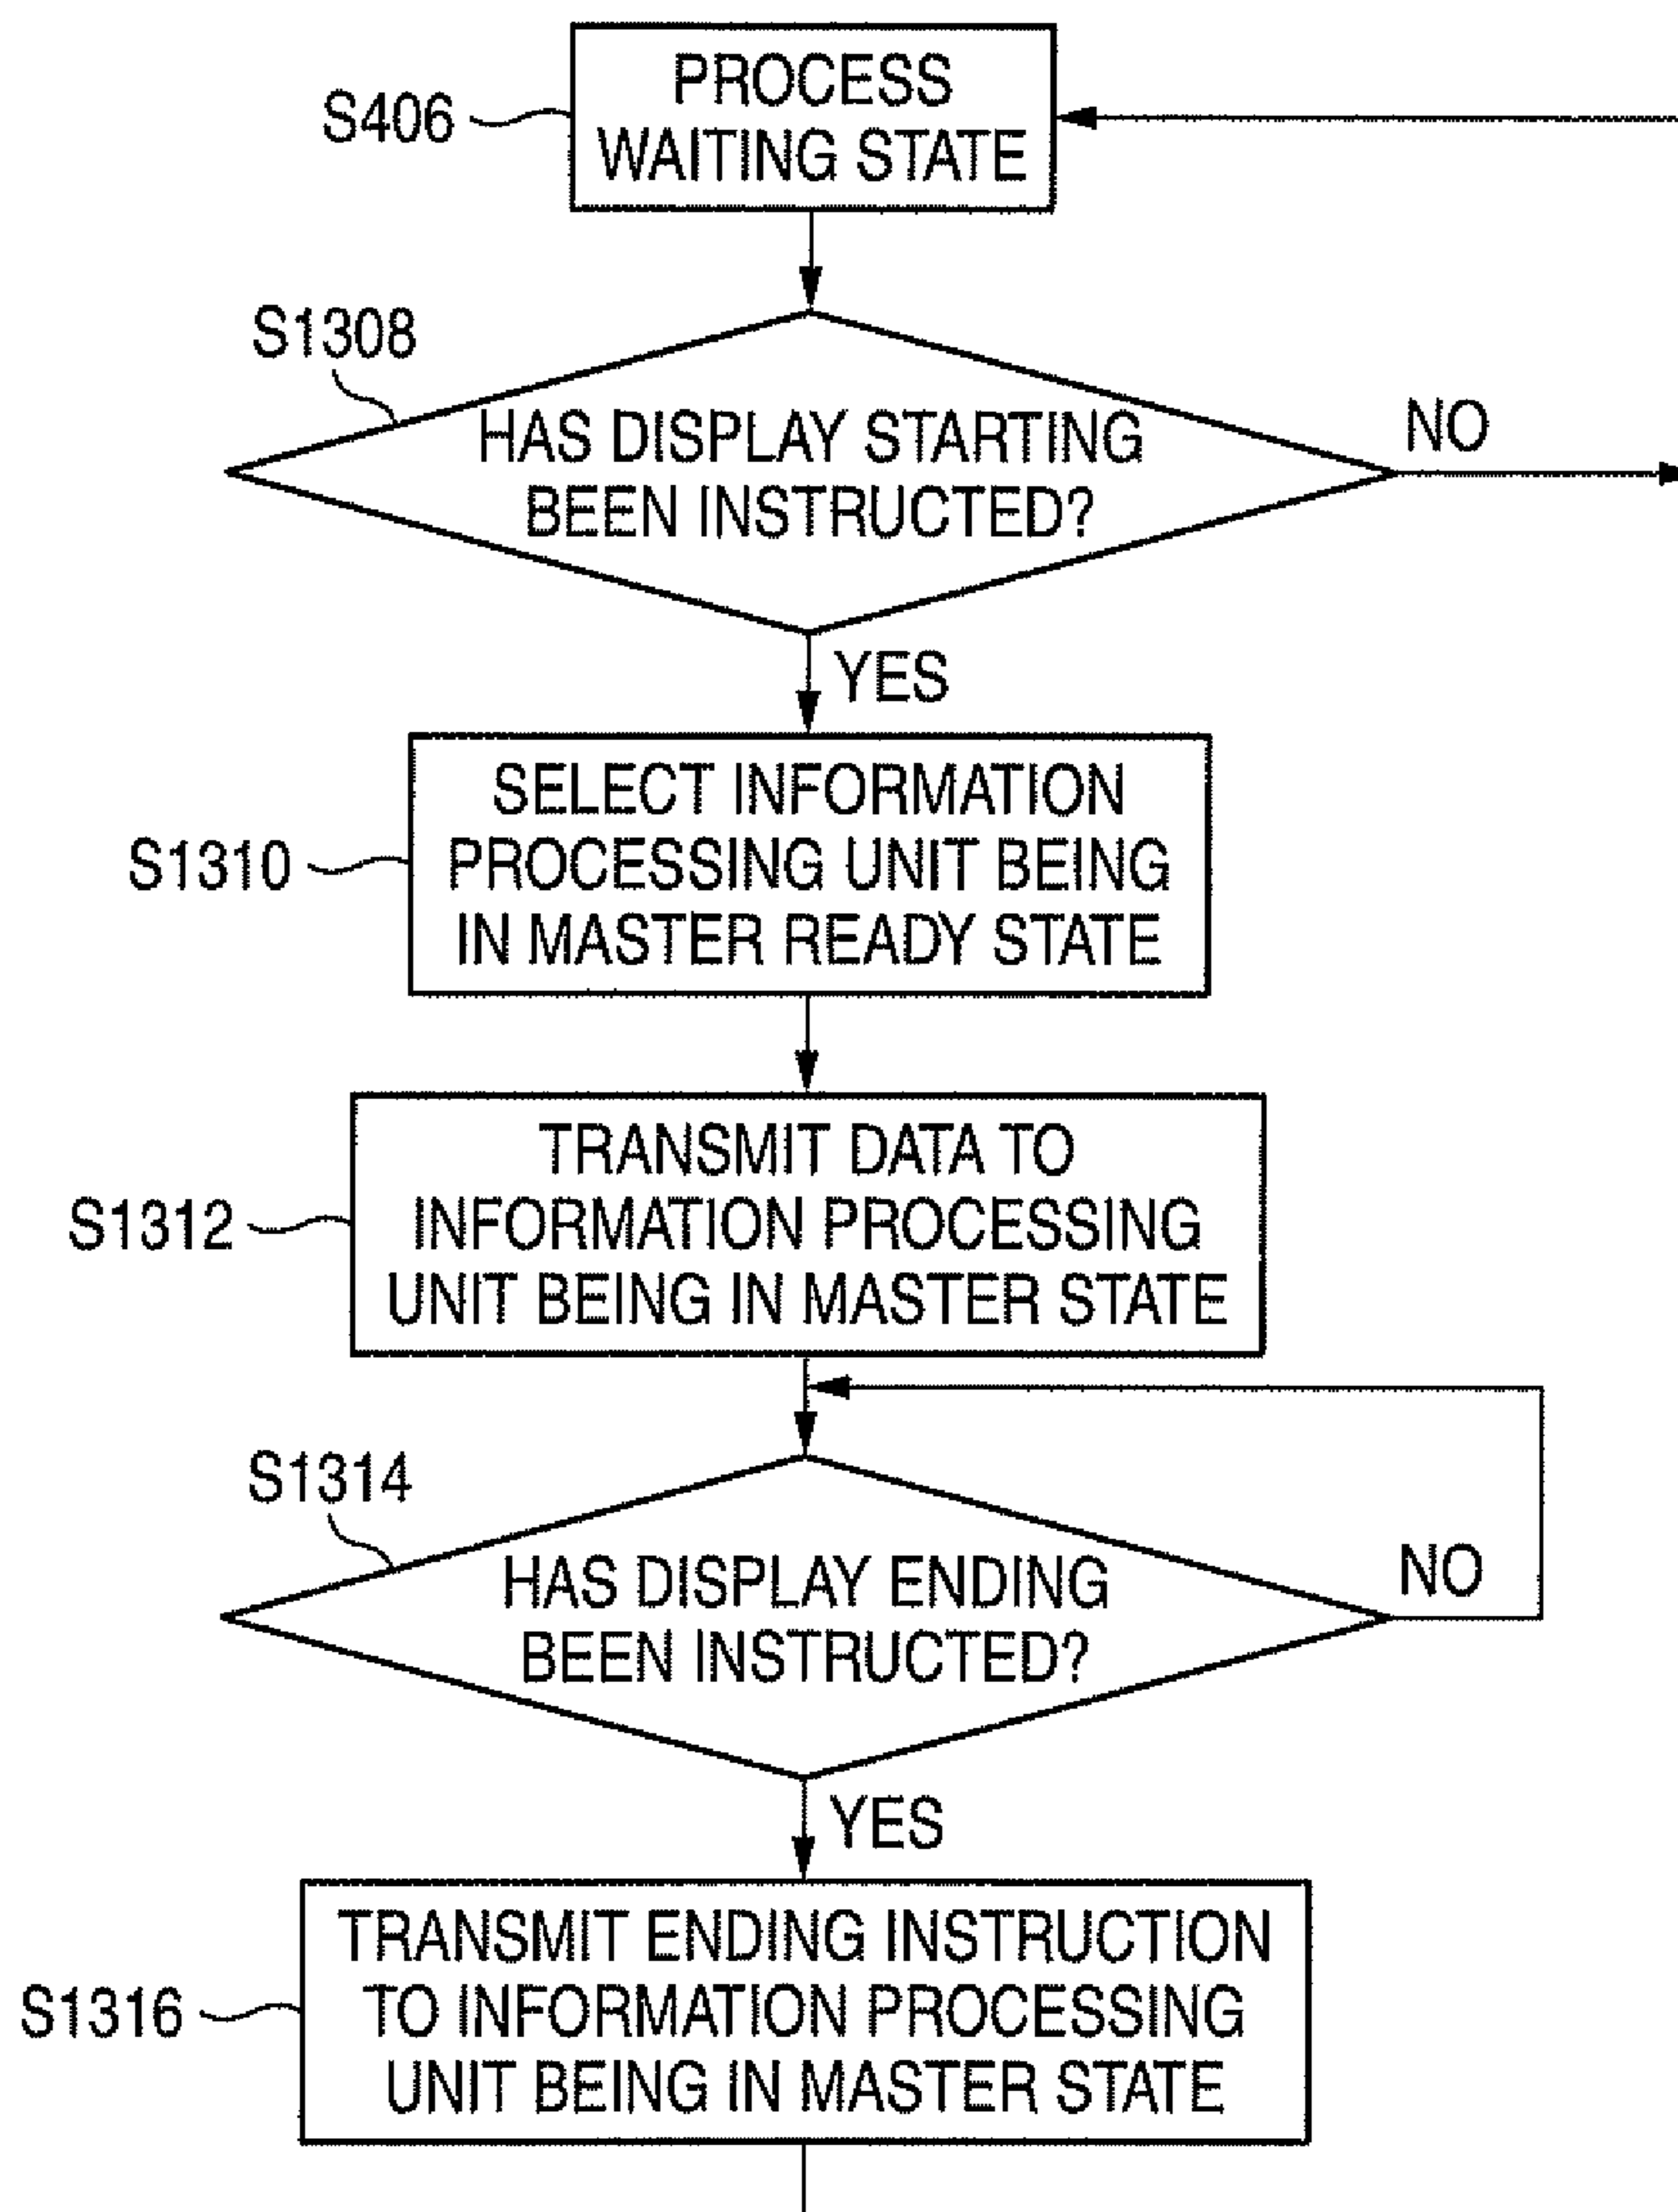 PROCESS
WAITING STATE
S406
S1308
HAS DISPLAY STARTING
BEEN INSTRUCTED?
NO
YES
SELECT INFORMATION
PROCESSING UNIT BEING
IN MASTER READY STATE
S1310
TRANSMIT DATA TO
INFORMATION PROCESSING
UNIT BEING IN MASTER STATE
S1312
S1314
HAS DISPLAY ENDING
BEEN INSTRUCTED?
NO
YES
TRANSMIT ENDING INSTRUCTION
TO INFORMATION PROCESSING
UNIT BEING IN MASTER STATE
S1316